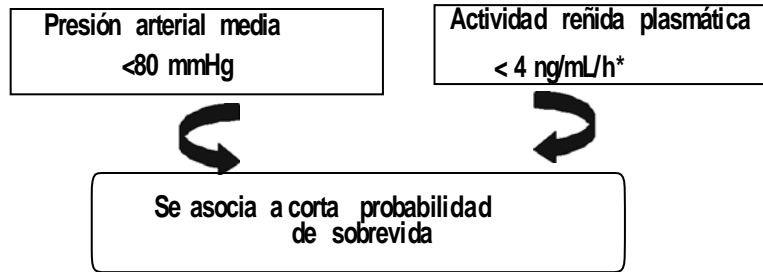 Presión arterial media
<80 mmHg
Actividad reñida plasmática
< 4 ng/mL/h*
Se asocia a corta probabilidad
de sobrevida